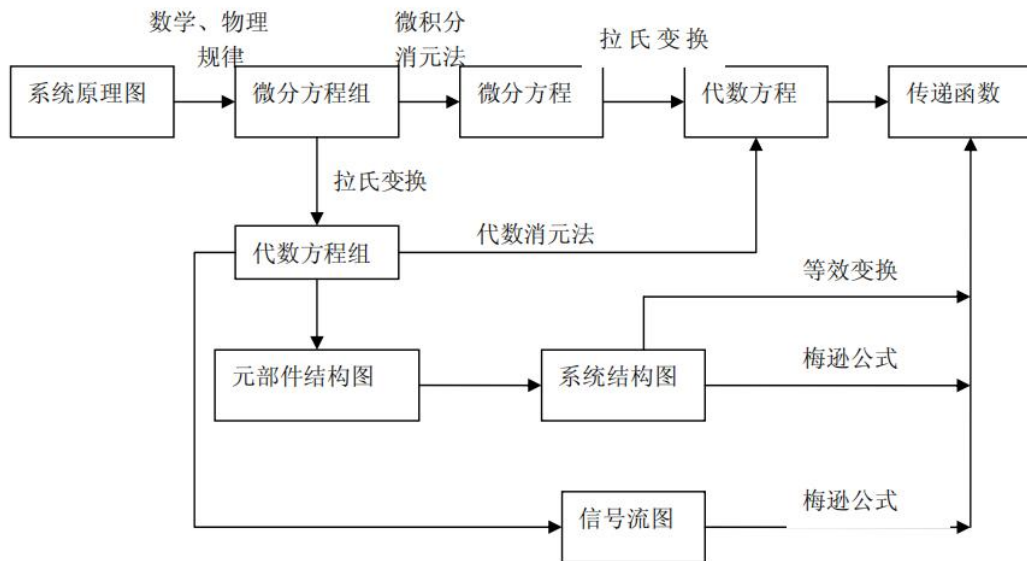 数学、物理
规律
微积分
消元法
拉 氏 变 换
系统原理图
微分方程组
微分方程
代数方程
传递函数
拉氏变换
代数方程组
代数消元法
等效变换
元部件结构图
系统结构图
梅逊公式
信号流图
梅逊公式